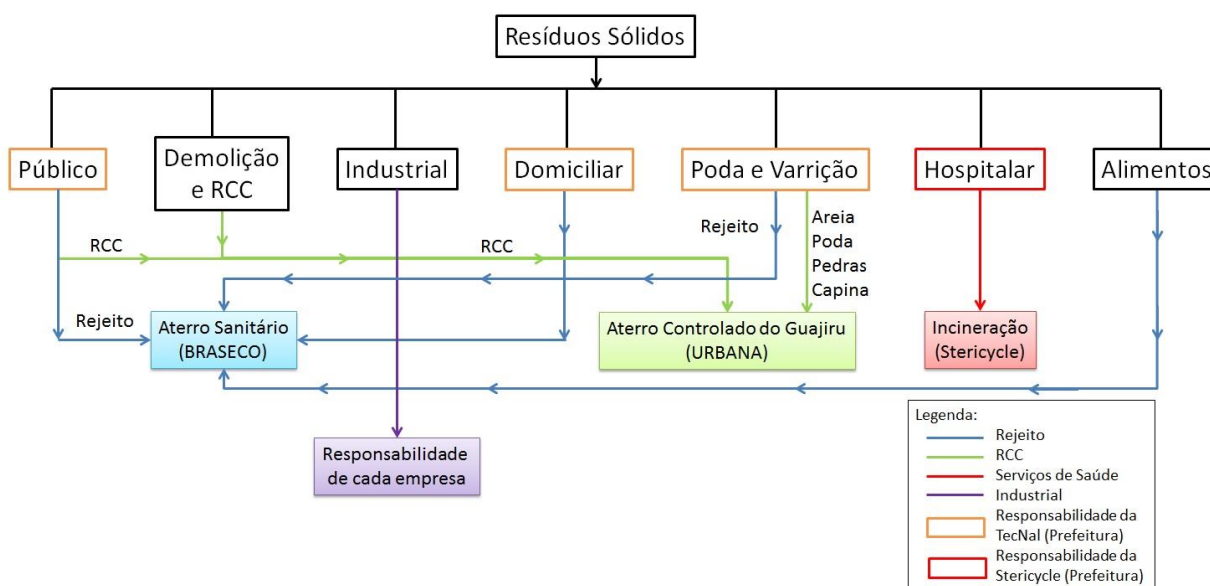 Resíduos Sólidos
Público
Demolição
e RCC
Industrial
Domiciliar
Poda e Varrição
Hospitalar
Alimentos
RCC
RCC
Rejeito
Areia
Poda
Pedras
Capina
Rejeito
Aterro Sanitário
(BRASECO)
Aterro Controlado do Guajiru
(URBANA)
Incineração
(Stericycle)
Responsabilidade
de cada empresa
Legenda:
Rejeito
RCC
Serviços de Saúde
Industrial
Responsabilidade da
TecNal (Prefeitura)
Responsabilidade da
Stericycle (Prefeitura)